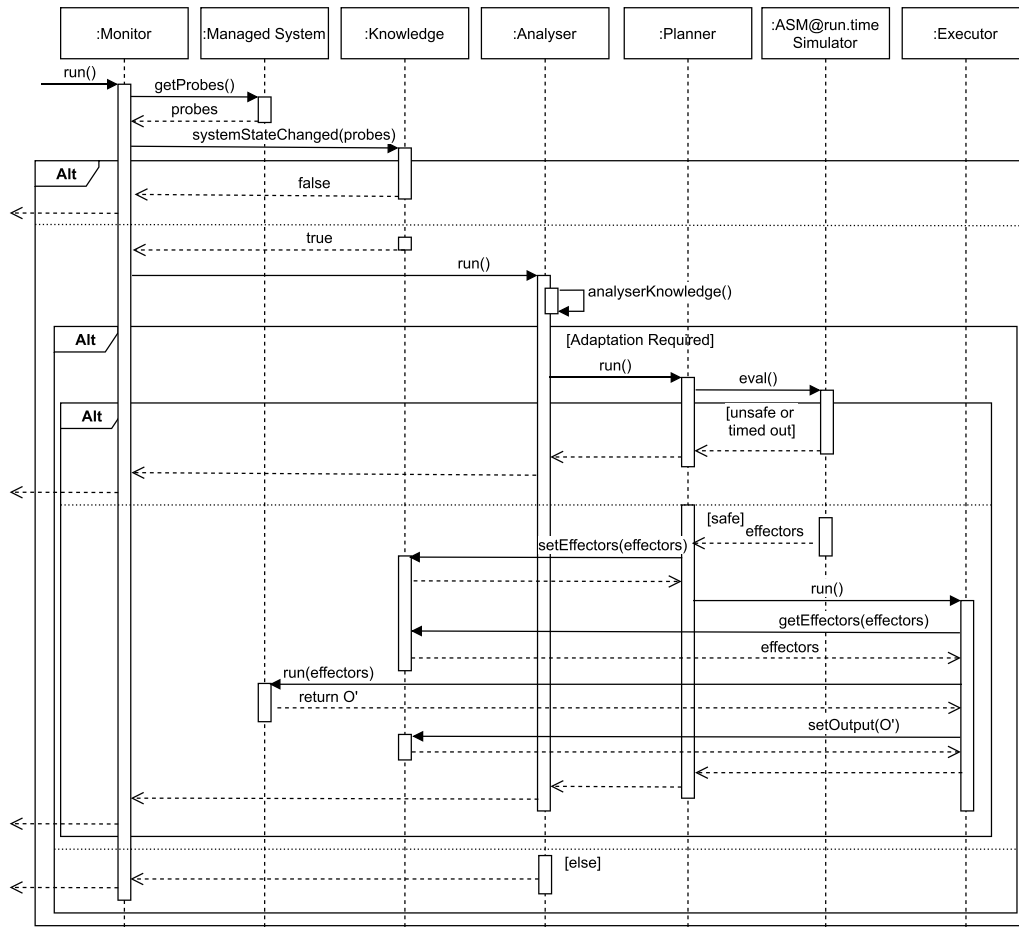 :Monitor
:Managed System
:Knowledge
:Analyser
:Planner
:ASM@run.time
Simulator
:Executor
run()
getProbes()
probes
systemStateChanged(probes)
Alt
false
true
run()
analyserKnowledge()
Alt
[Adaptation Required]
run()
eval()
Alt
[unsafe or
timed out]
[safe]
effectors
setEffectors(effectors)
run()
getEffectors(effectors)
effectors
run(effectors)
return O'
setOutput(O')
[else]